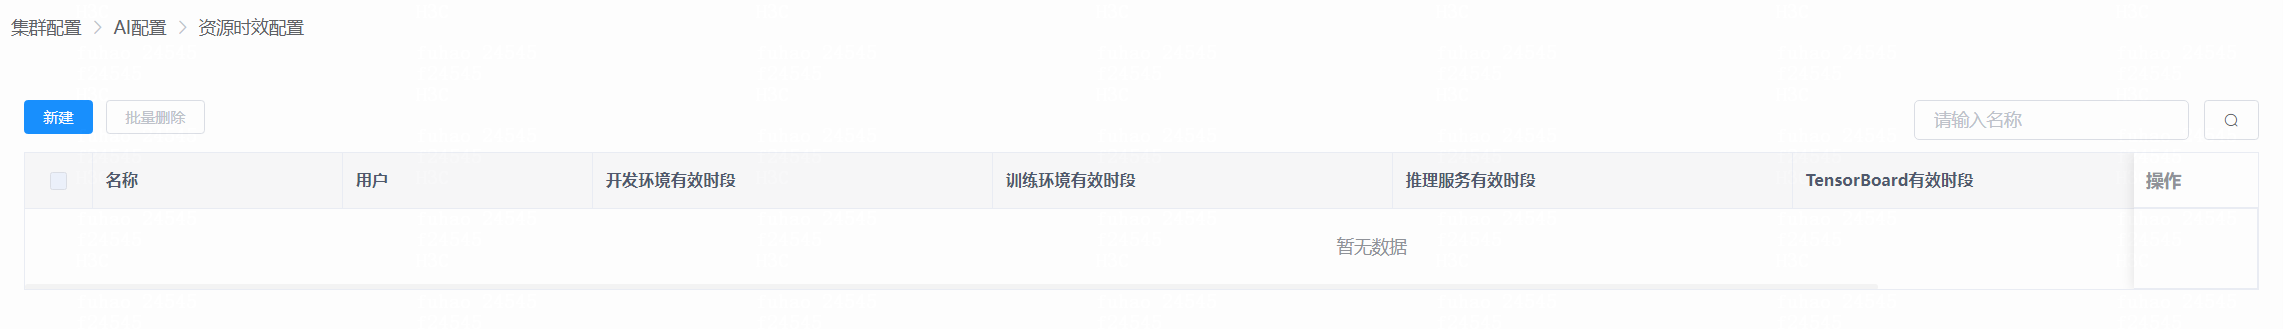 集群配置 > AI配置 > 资源时效配置
新建 批量删除 请输入名称
名称 用户 开发环境有效时段 训练环境有效时段 推理服务有效时段 TensorBoard有效时段 操作
暂无数据